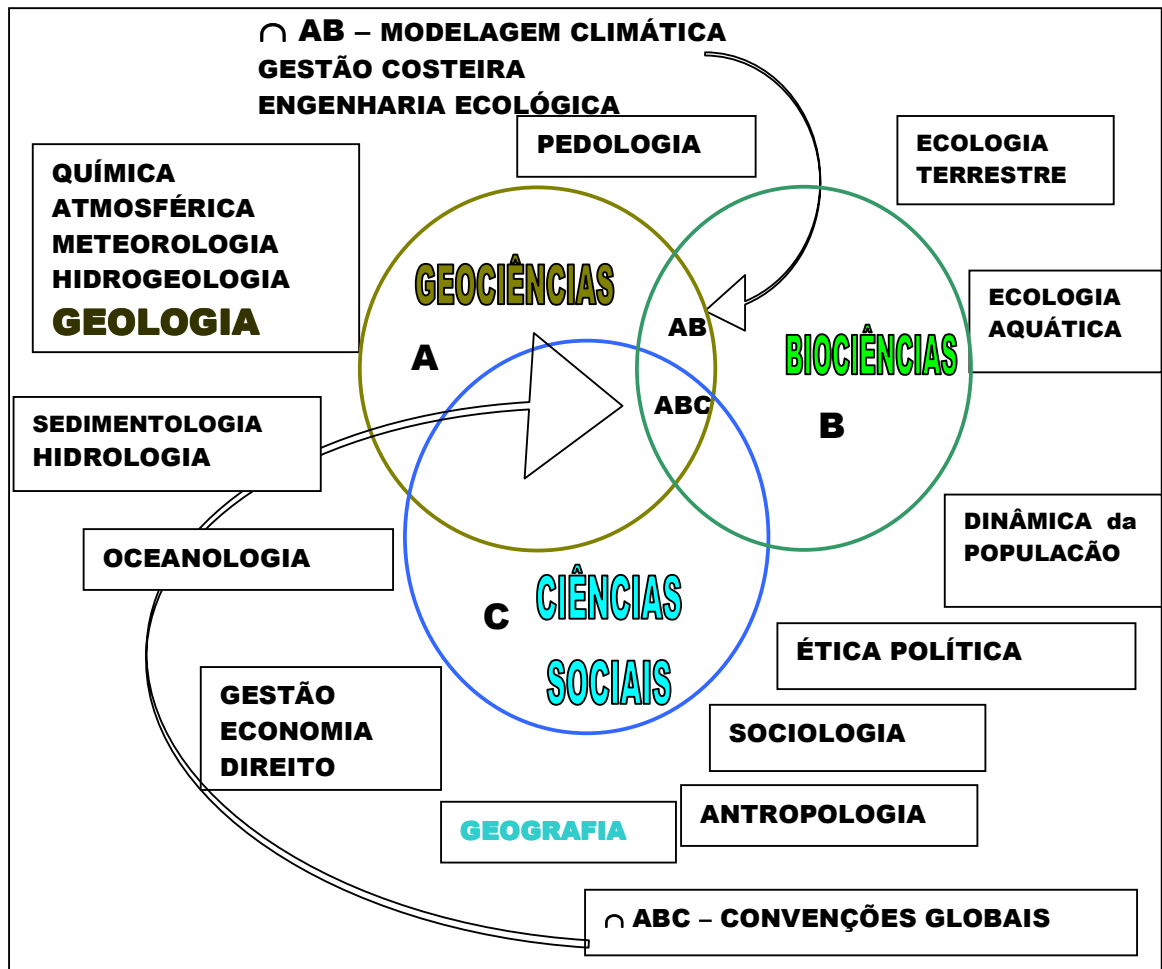 ∩ AB – MODELAGEM CLIMÁTICA
GESTÃO COSTEIRA
ENGENHARIA ECOLÓGICA
PEDOLOGIA
ECOLOGIA
TERRESTRE
QUÍMICA
ATMOSFÉRICA
METEOROLOGIA
HIDROGEOLOGIA
GEOLOGIA
GEOCIÊNCIAS
A
AB
ABC
BIOCIÊNCIAS
B
ECOLOGIA
AQUÁTICA
SEDIMENTOLOGIA
HIDROLOGIA
OCEANOLOGIA
DINÂMICA da
POPULACÃO
C CIÊNCIAS
SOCIAIS
ÉTICA POLÍTICA
GESTÃO
ECONOMIA
DIREITO
SOCIOLOGIA
ANTROPOLOGIA
GEOGRAFIA
∩ ABC – CONVENÇÕES GLOBAIS